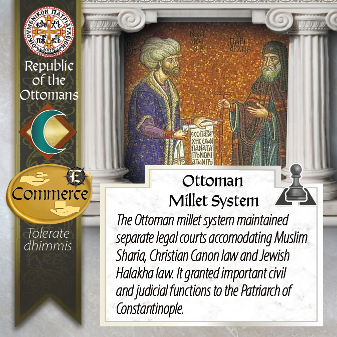 Republic
of the
Ottomans
E
Commerce
Tolerate
dhimmis
Ottoman
Millet System
The Ottoman millet system maintained
separate legal courts accomodating Muslim
Sharia, Christian Canon law and Jewish
Halakha law. It granted important civil
and judicial functions to the Patriarch of
Constantinople.